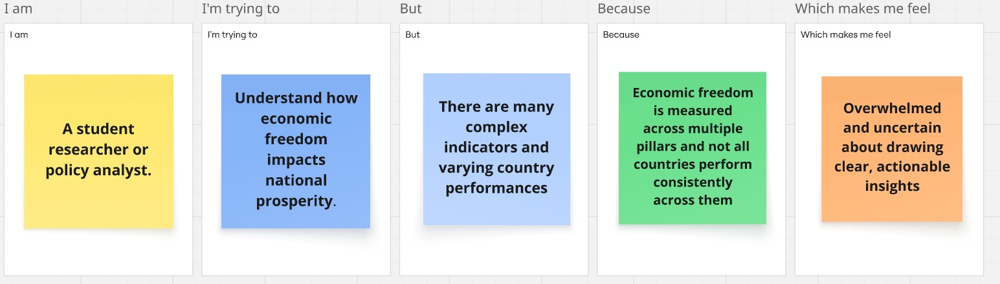 I am
I'm trying to
But
Because
Which makes me feel
I am
I'm trying to
But
Because
Which makes me feel
A student
researcher or
policy analyst.
Understand how
economic
freedom
impacts
national
prosperity.
There are many
complex
indicators and
varying country
performances
Economic freedom
is measured
across multiple
pillars and not all
countries perform
consistently
across them
Overwhelmed
and uncertain
about drawing
clear, actionable
insights